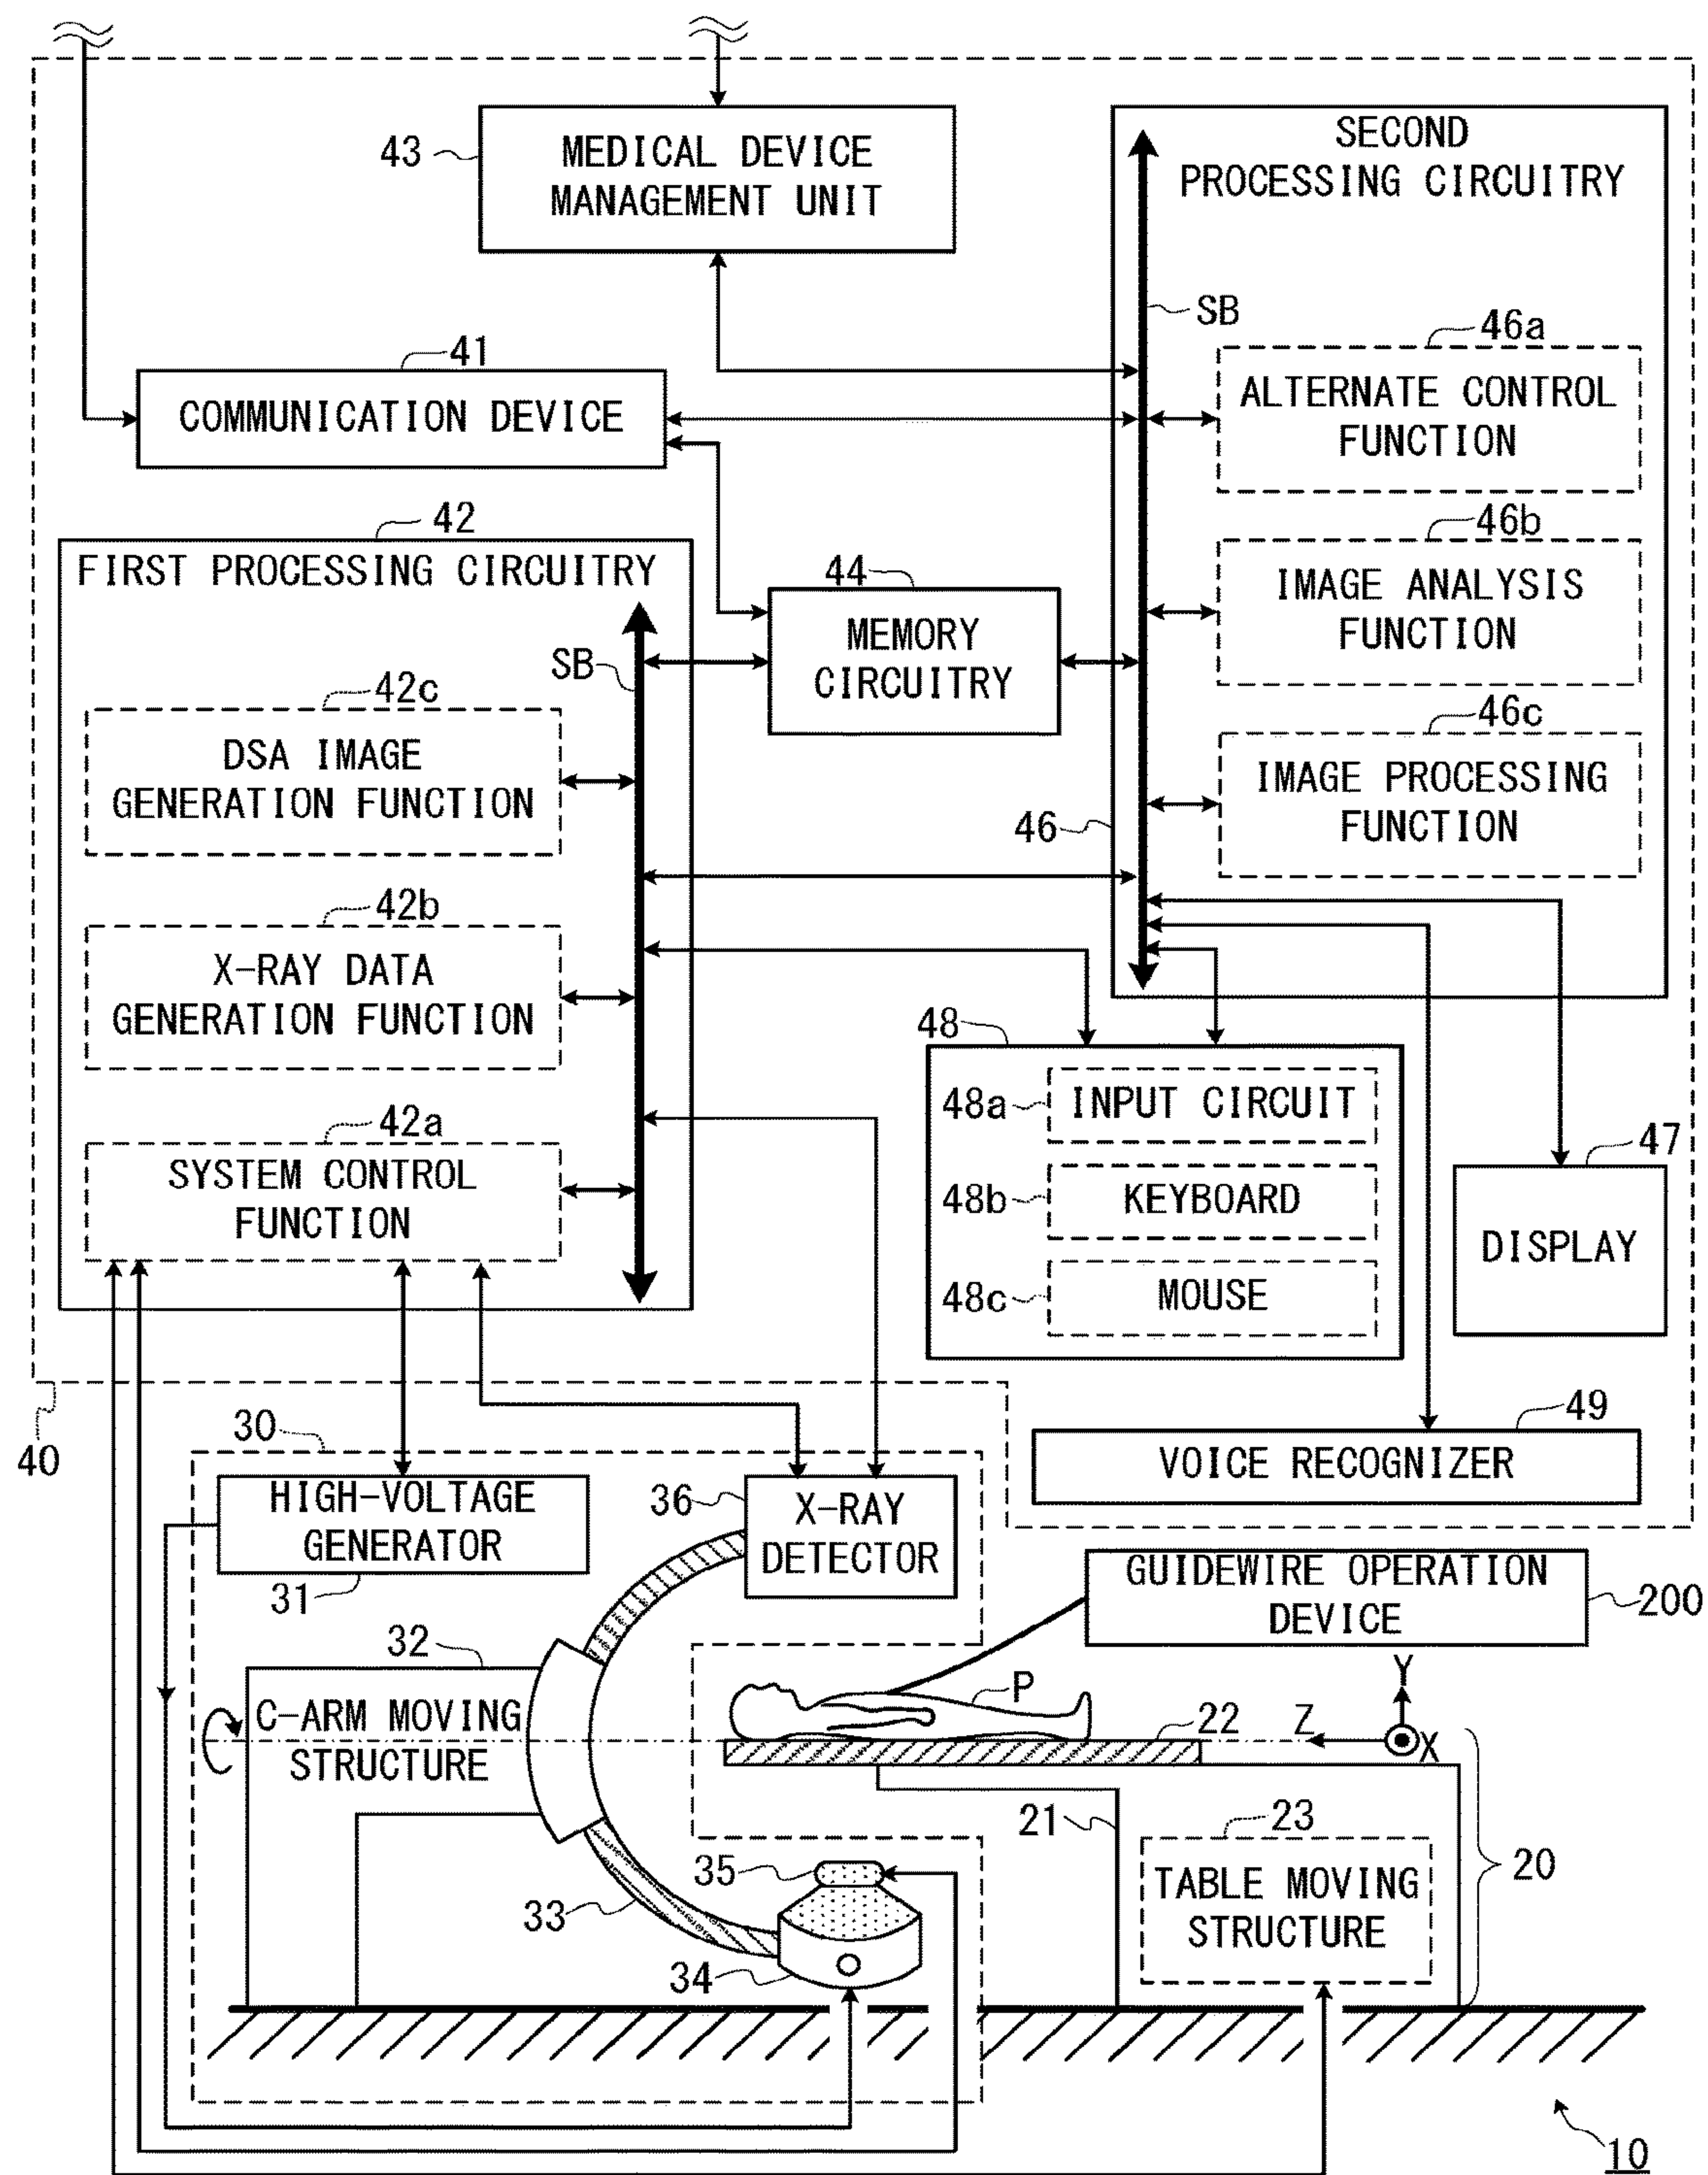 43
MEDICAL DEVICE
MANAGEMENT UNIT
SECOND
PROCESSING CIRCUITRY
SB
46a
ALTERNATE CONTROL
FUNCTION
41
COMMUNICATION DEVICE
46b
IMAGE ANALYSIS
FUNCTION
42
FIRST PROCESSING CIRCUITRY
44
MEMORY
CIRCUITRY
SB
46c
IMAGE PROCESSING
FUNCTION
46
42c
DSA IMAGE
GENERATION FUNCTION
42b
X-RAY DATA
GENERATION FUNCTION
42a
SYSTEM CONTROL
FUNCTION
48
48a
INPUT CIRCUIT
48b
KEYBOARD
48c
MOUSE
47
DISPLAY
40
49
VOICE RECOGNIZER
30
HIGH-VOLTAGE
GENERATOR
31
36
X-RAY
DETECTOR
GUIDEWIRE OPERATION
DEVICE
200
32
C-ARM MOVING
STRUCTURE
P
22
Z
Y
X
21
23
TABLE MOVING
STRUCTURE
20
35
33
34
10